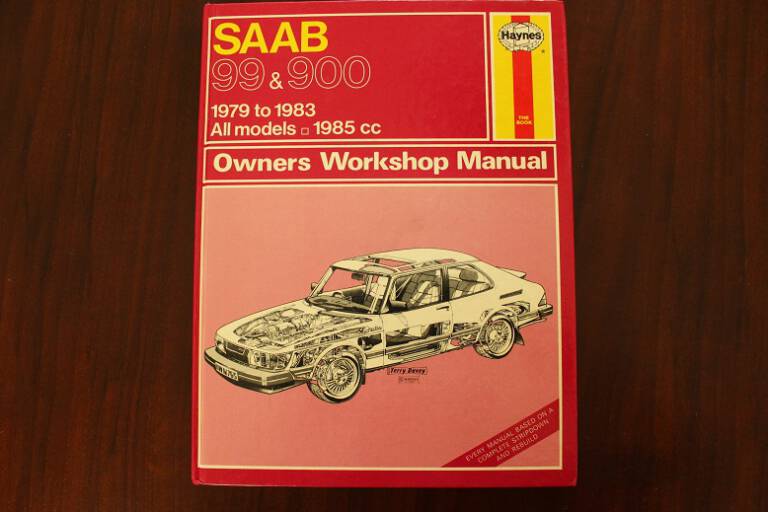 SAAB
99 & 900
1979 to 1983
All models □ 1985 cc
Haynes
THE
BOOK
Owners Workshop Manual
Terry Davey
EVERY MANUAL BASED ON A
COMPLETE STRIPDOWN
AND REBUILD